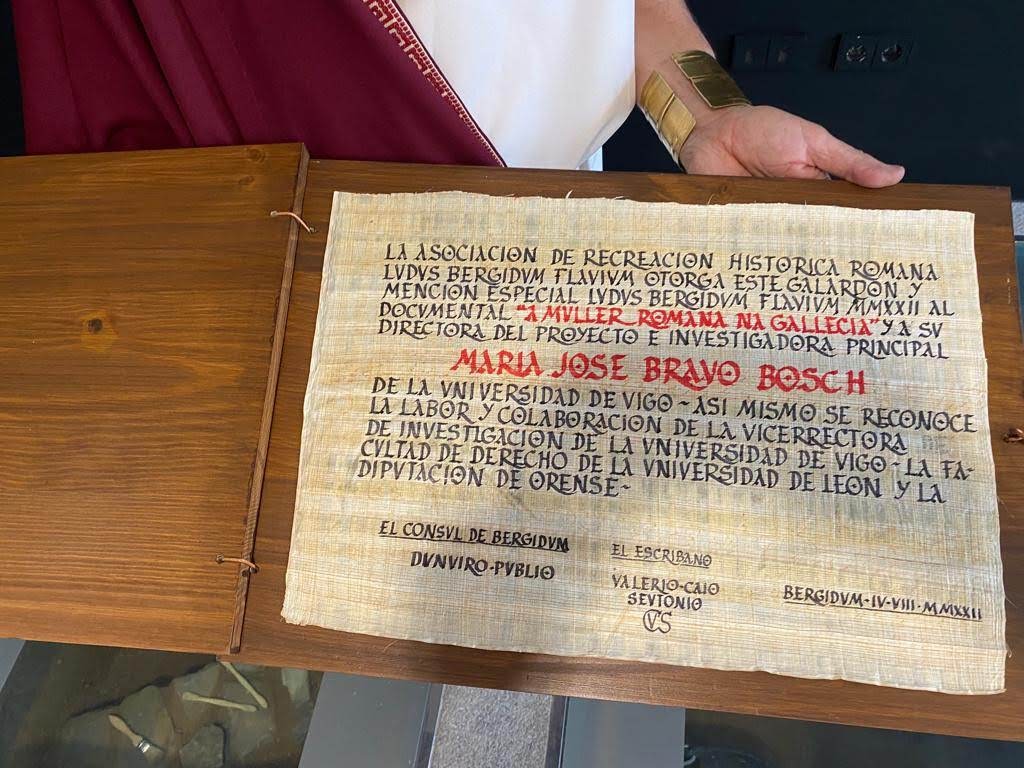 LA ASOCIACION DE RECREACION HISTORICA ROMANA
LVDVS BERGIDVM FLAVIVM OTORGA ESTE GALARDON Y
MENCION ESPECIAL LVDVS BERGIDVM FLAVIVM MMXXII AL
DOCVMENTAL "A MVLLER ROMANA NA GALLECIA" Y A SV
DIRECTORA DEL PROYECTO E INVESTIGADORA PRINCIPAL
MARIA JOSE BRAVO BOSCH
DE LA VNIVERSIDAD DE VIGO - ASI MISMO SE RECONOCE
LA LABOR Y COLABORACION DE LA VICERRECTORA
DE INVESTIGACION DE LA VNIVERSIDAD DE VIGO - LA FA-
CVLTAD DE DERECHO DE LA VNIVERSIDAD DE LEON Y LA
DIPVTACION DE ORENSE -
EL CONSVL DE BERGIDVM
DVNVIRO · PVBLIO
EL ESCRIBANO
VALERIO - CAIO
SEVTONIO
CVS
BERGIDVM · IV · VIII · MMXXII